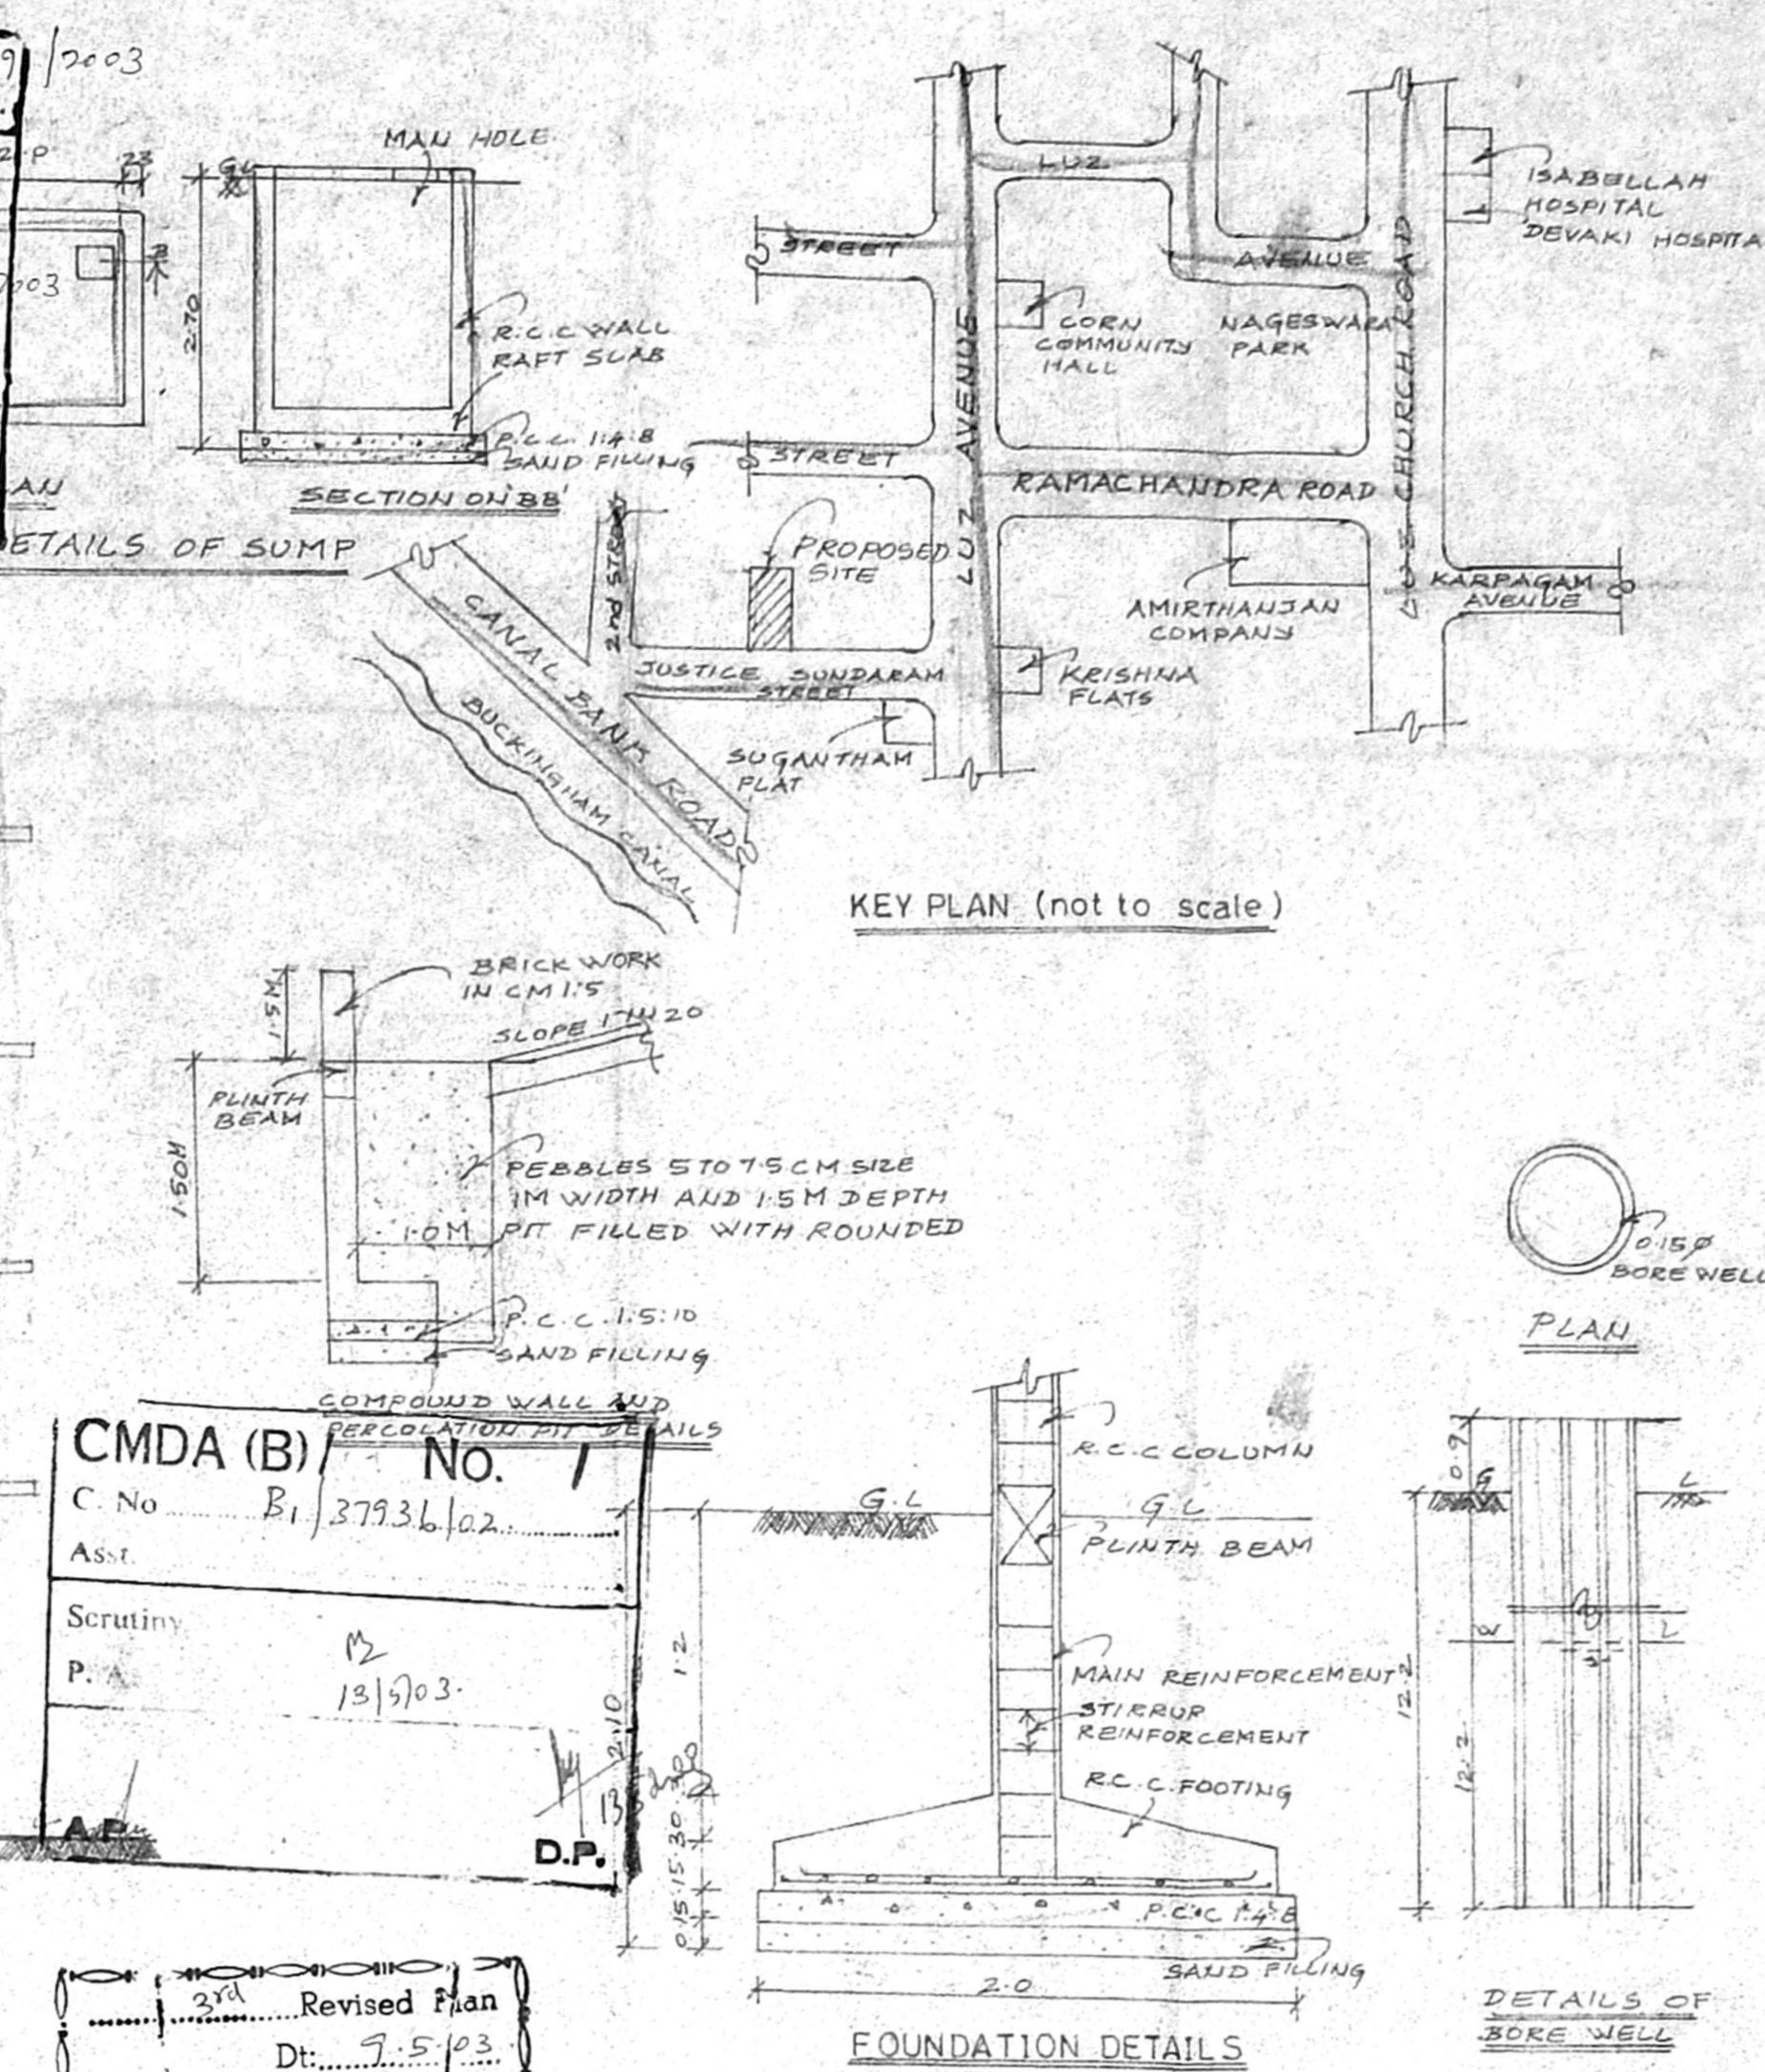 /2003
2.P
23
G.L
MAN HOLE
2.70
R.C.C WALL
RAFT SLAB
P.C.C. 1:4:8
SAND FILLING
SECTION ON 'BB'
2003
AN
ETAILS OF SUMP
LUZ
STREET
AVENUE
ISABELLAH
HOSPITAL
DEVAKI HOSPITA
CORN
COMMUNITY
HALL
NAGESWARA
PARK
LUZ AVENUE
LUZ CHURCH ROAD
STREET
RAMACHANDRA ROAD
2nd STREET
PROPOSED
SITE
AMIRTHANJAN
COMPANY
KARPAGAM
AVENUE
JUSTICE SUNDARAM
STREET
KRISHNA
FLATS
SUGANTHAM
FLAT
CANAL BANK ROAD
BUCKINGHAM CANAL
KEY PLAN (not to scale)
1.5M
BRICK WORK
IN CM 1:5
SLOPE 1 IN 20
PLINTH
BEAM
1.50M
PEBBLES 5 TO 7.5 CM SIZE
1M WIDTH AND 1.5M DEPTH
PIT FILLED WITH ROUNDED
1.0M
P.C.C. 1:5:10
SAND FILLING
COMPOUND WALL AND
PERCOLATION PIT DETAILS
0.15Ø
BORE WELL
PLAN
CMDA (B)/ No. /
C. No B1/37936/02.
Asst.
Scrutiny
P. A
13/5/03.
A.P.
D.P.
3rd Revised Plan
Dt: 9.5.03
G.L
R.C.C COLUMN
G L
PLINTH BEAM
1.2
MAIN REINFORCEMENT
STIRRUP
REINFORCEMENT
R.C.C. FOOTING
2.10
.30
.15
0.15
P.C.C 1:4:8
SAND FILLING
2.0
FOUNDATION DETAILS
0.9
G
L
W
L
12.2
12.2
DETAILS OF
BORE WELL